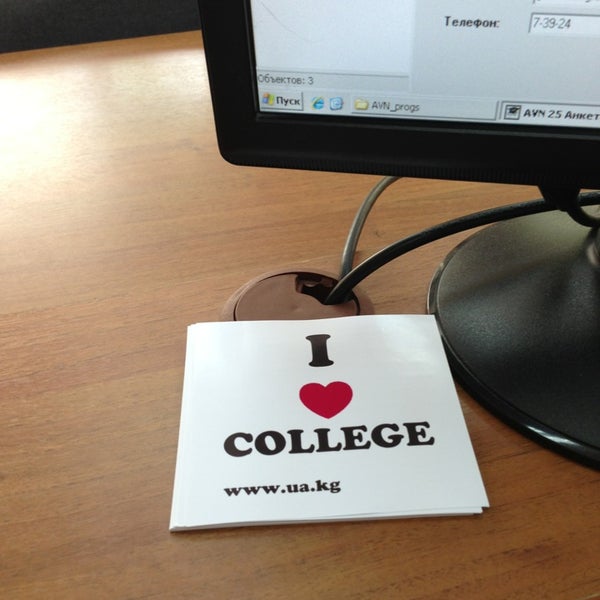 Телефон:
7-39-24
Объектов: 3
Пуск
AVN_progs
AVN 25 Анкет
I
COLLEGE
www.ua.kg